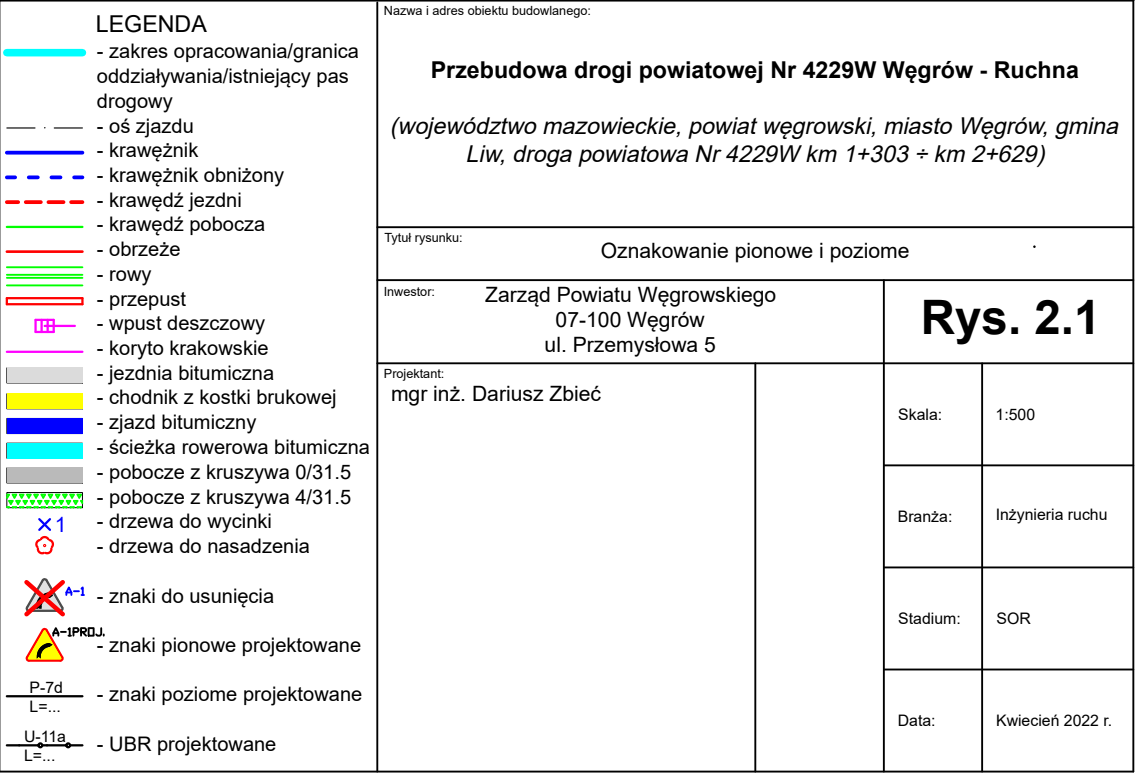 LEGENDA
- zakres opracowania/granica
oddziaływania/istniejący pas
drogowy
- oś zjazdu
- krawężnik
- krawężnik obniżony
- krawędź jezdni
- krawędź pobocza
- obrzeże
- rowy
- przepust
- wpust deszczowy
- koryto krakowskie
- jezdnia bitumiczna
- chodnik z kostki brukowej
- zjazd bitumiczny
- ścieżka rowerowa bitumiczna
- pobocze z kruszywa 0/31.5
- pobocze z kruszywa 4/31.5
×1 - drzewa do wycinki
- drzewa do nasadzenia
A-1 - znaki do usunięcia
A-1PROJ.
- znaki pionowe projektowane
P-7d
L=...
- znaki poziome projektowane
U-11a
L=...
- UBR projektowane
Nazwa i adres obiektu budowlanego:
Przebudowa drogi powiatowej Nr 4229W Węgrów - Ruchna
(województwo mazowieckie, powiat węgrowski, miasto Węgrów, gmina
Liw, droga powiatowa Nr 4229W km 1+303 ÷ km 2+629)
Tytuł rysunku:
Oznakowanie pionowe i poziome
Inwestor:
Zarząd Powiatu Węgrowskiego
07-100 Węgrów
ul. Przemysłowa 5
Rys. 2.1
Projektant:
mgr inż. Dariusz Zbieć
Skala: 1:500
Branża: Inżynieria ruchu
Stadium: SOR
Data: Kwiecień 2022 r.